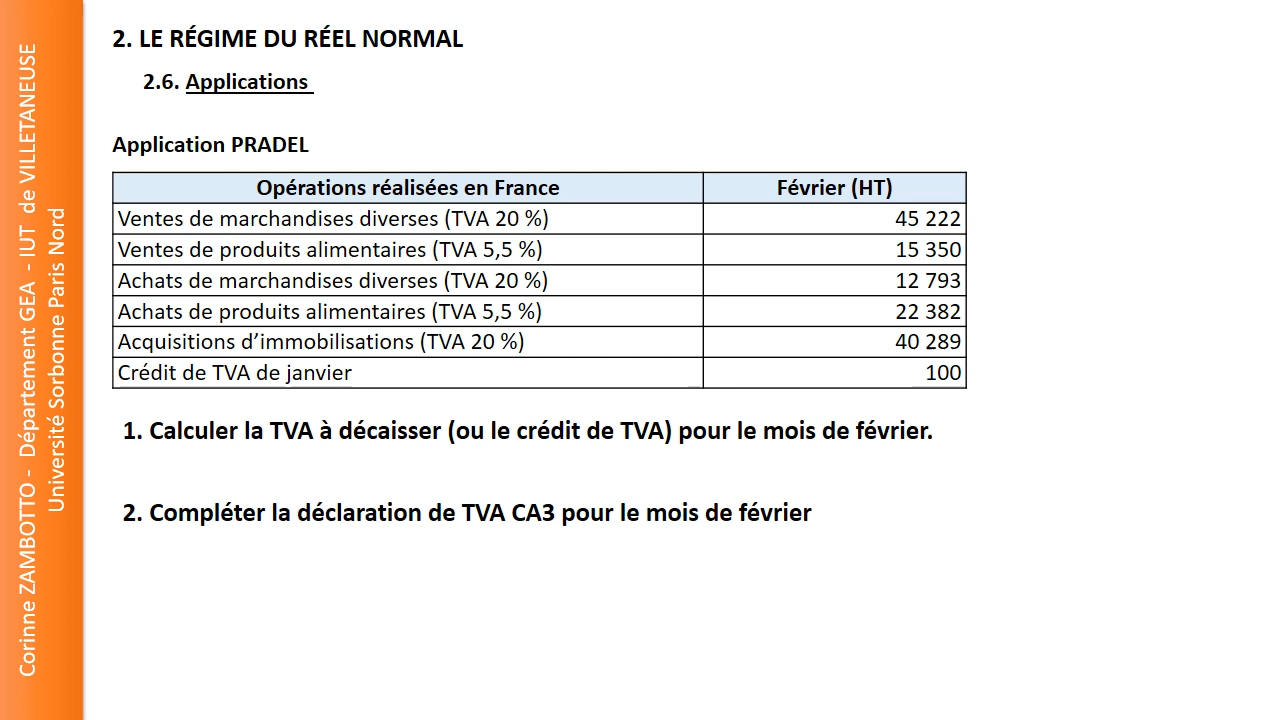 Corinne ZAMBOTTO - Département GEA - IUT de VILLETANEUSE
Université Sorbonne Paris Nord
2. LE RÉGIME DU RÉEL NORMAL
2.6. Applications
Application PRADEL
Opérations réalisées en France Février (HT)
Ventes de marchandises diverses (TVA 20 %) 45 222
Ventes de produits alimentaires (TVA 5,5 %) 15 350
Achats de marchandises diverses (TVA 20 %) 12 793
Achats de produits alimentaires (TVA 5,5 %) 22 382
Acquisitions d’immobilisations (TVA 20 %) 40 289
Crédit de TVA de janvier 100
1. Calculer la TVA à décaisser (ou le crédit de TVA) pour le mois de février.
2. Compléter la déclaration de TVA CA3 pour le mois de février